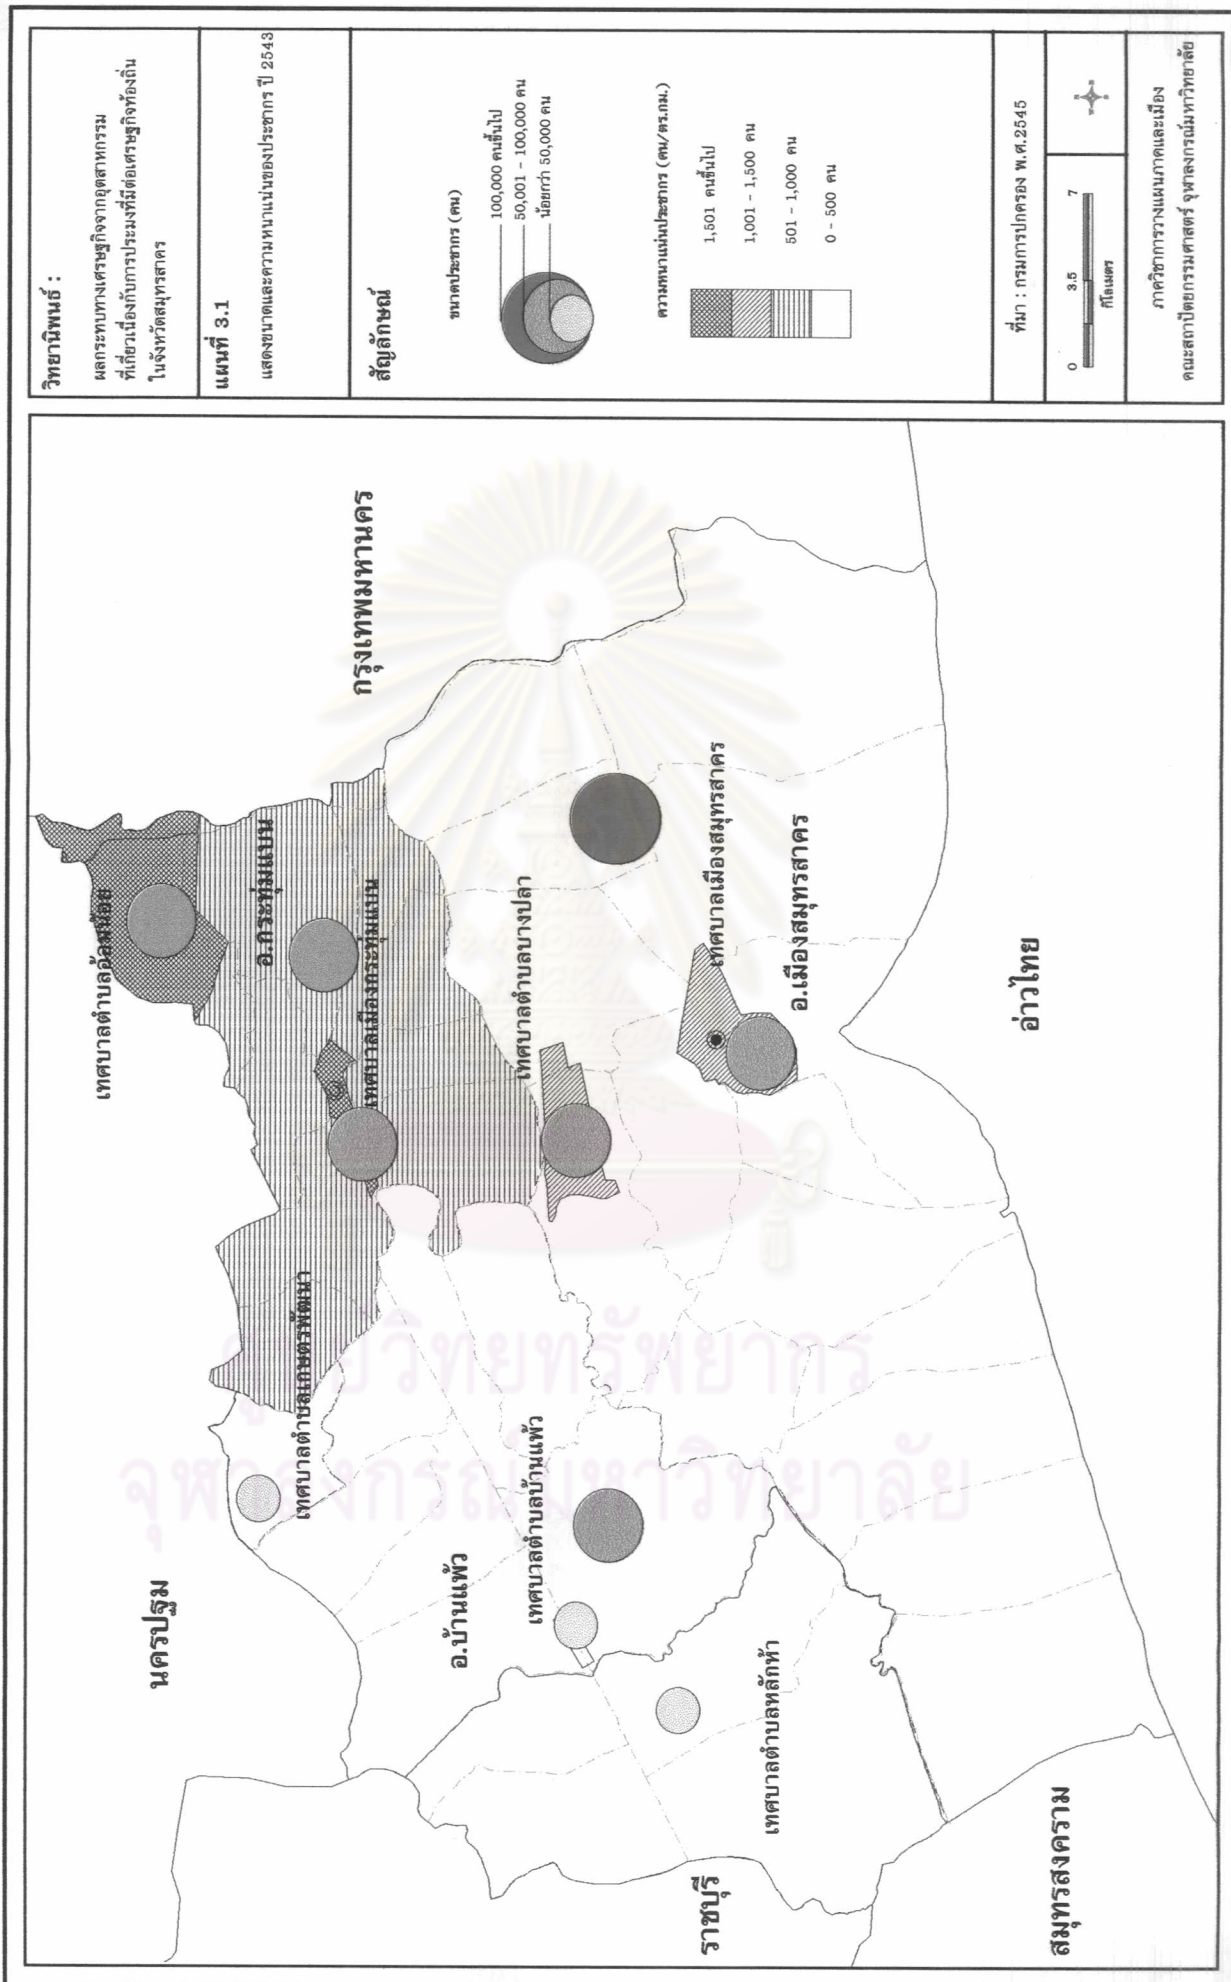 วิทยานิพนธ์ :
ผลกระทบทางเศรษฐกิจจากอุตสาหกรรม
ที่เกี่ยวเนื่องกับการประมงที่มีต่อเศรษฐกิจท้องถิ่น
ในจังหวัดสมุทรสาคร
แผนที่ 3.1
แสดงขนาดและความหนาแน่นของประชากร ปี 2543
สัญลักษณ์
ขนาดประชากร (คน)
100,000 คนขึ้นไป
50,001 - 100,000 คน
น้อยกว่า 50,000 คน
ความหนาแน่นประชากร (คน/ตร.กม.)
1,501 คนขึ้นไป
1,001 - 1,500 คน
501 - 1,000 คน
0 - 500 คน
ที่มา : กรมการปกครอง พ.ศ.2545
0 3.5 7
กิโลเมตร
ภาควิชาการวางแผนภาคและเมือง
คณะสถาปัตยกรรมศาสตร์ จุฬาลงกรณ์มหาวิทยาลัย
นครปฐม
กรุงเทพมหานคร
ราชบุรี
สมุทรสงคราม
อ่าวไทย
เทศบาลตำบลอ้อมน้อย
อ.กระทุ่มแบน
เทศบาลเมืองกระทุ่มแบน
เทศบาลตำบลบางปลา
เทศบาลเมืองสมุทรสาคร
อ.เมืองสมุทรสาคร
เทศบาลตำบลเกษตรพัฒนา
อ.บ้านแพ้ว
เทศบาลตำบลบ้านแพ้ว
เทศบาลตำบลหลักห้า
ศูนย์วิทยทรัพยากร
จุฬาลงกรณ์มหาวิทยาลัย